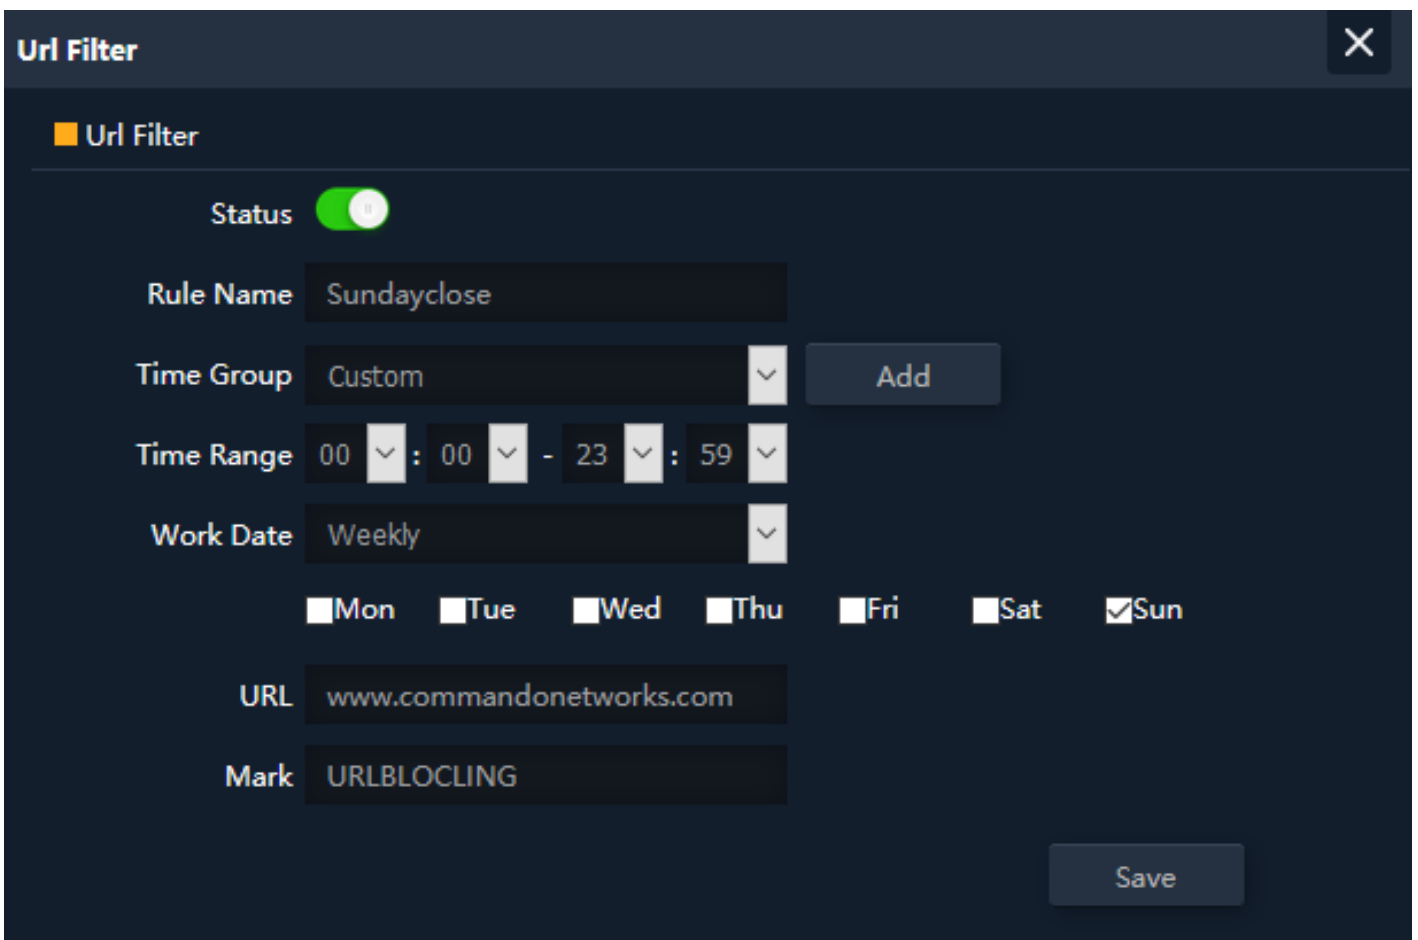 Url Filter
Url Filter
Status
Rule Name Sundayclose
Time Group Custom Add
Time Range 00 : 00 - 23 : 59
Work Date Weekly
Mon Tue Wed Thu Fri Sat Sun
URL www.commandonetworks.com
Mark URLBLOCLING
Save